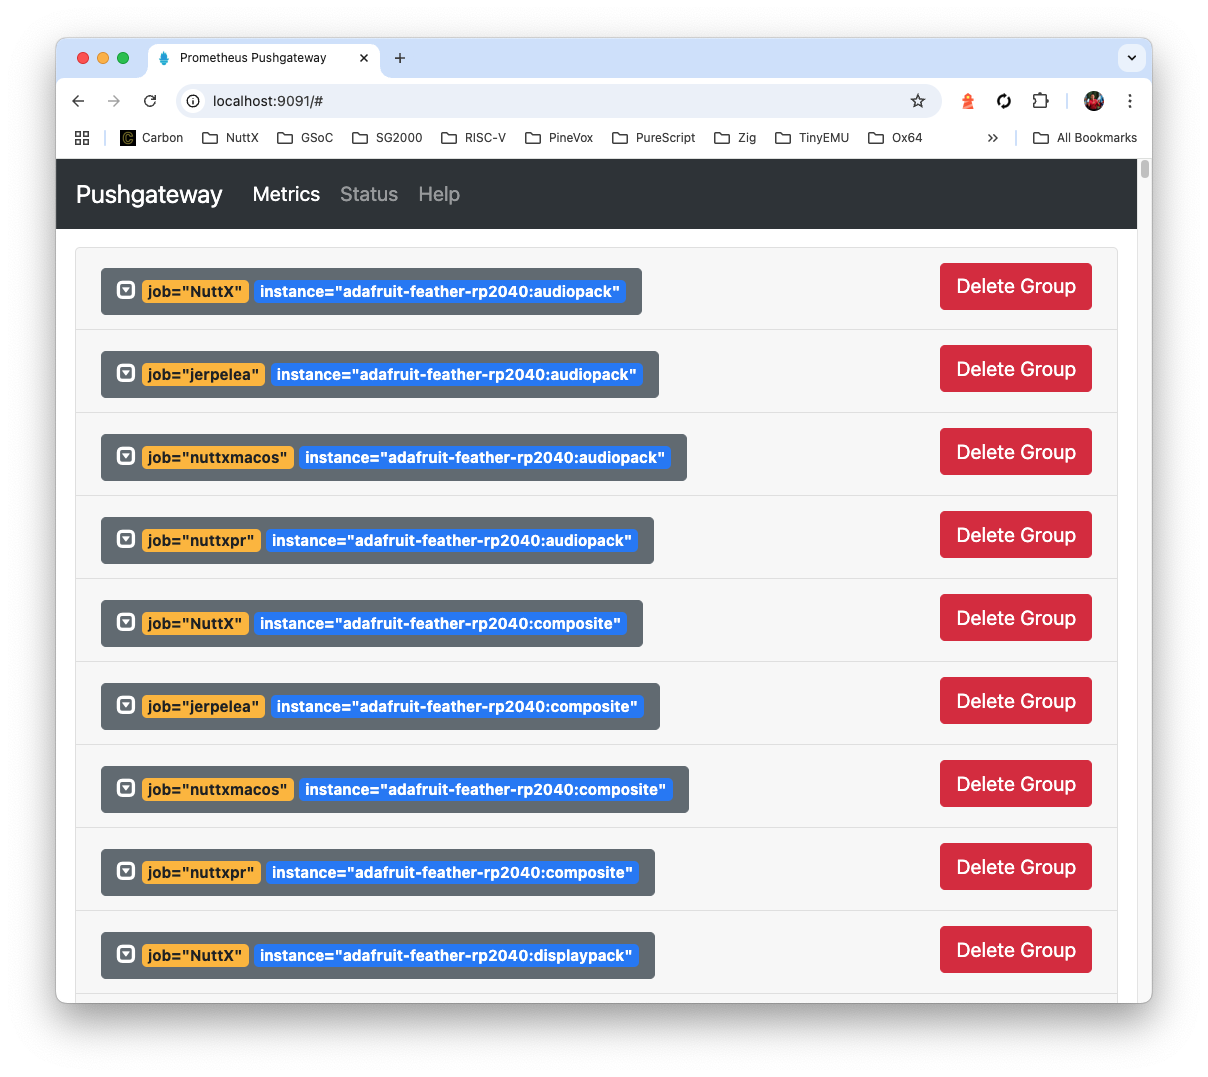 Prometheus Pushgateway
localhost:9091/#
Carbon NuttX GSoC SG2000 RISC-V PineVox PureScript Zig TinyEMU Ox64 » All Bookmarks
Pushgateway Metrics Status Help
job="NuttX" instance="adafruit-feather-rp2040:audiopack" Delete Group
job="jerpelea" instance="adafruit-feather-rp2040:audiopack" Delete Group
job="nuttxmacos" instance="adafruit-feather-rp2040:audiopack" Delete Group
job="nuttxpr" instance="adafruit-feather-rp2040:audiopack" Delete Group
job="NuttX" instance="adafruit-feather-rp2040:composite" Delete Group
job="jerpelea" instance="adafruit-feather-rp2040:composite" Delete Group
job="nuttxmacos" instance="adafruit-feather-rp2040:composite" Delete Group
job="nuttxpr" instance="adafruit-feather-rp2040:composite" Delete Group
job="NuttX" instance="adafruit-feather-rp2040:displaypack" Delete Group